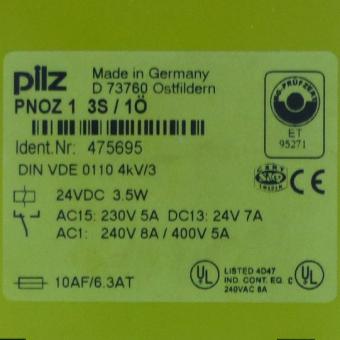 pilz
Made in Germany
D 73760 Ostfildern
PNOZ 1 3S / 1Ö
Ident.Nr: 475695
DIN VDE 0110 4kV/3
24VDC 3.5W
AC15: 230V 5A DC13: 24V 7A
AC1: 240V 8A / 400V 5A
10AF/6.3AT
ET
95271
UL
LISTED 4D47
IND. CONT. EQ.
240VAC 8A
C UL